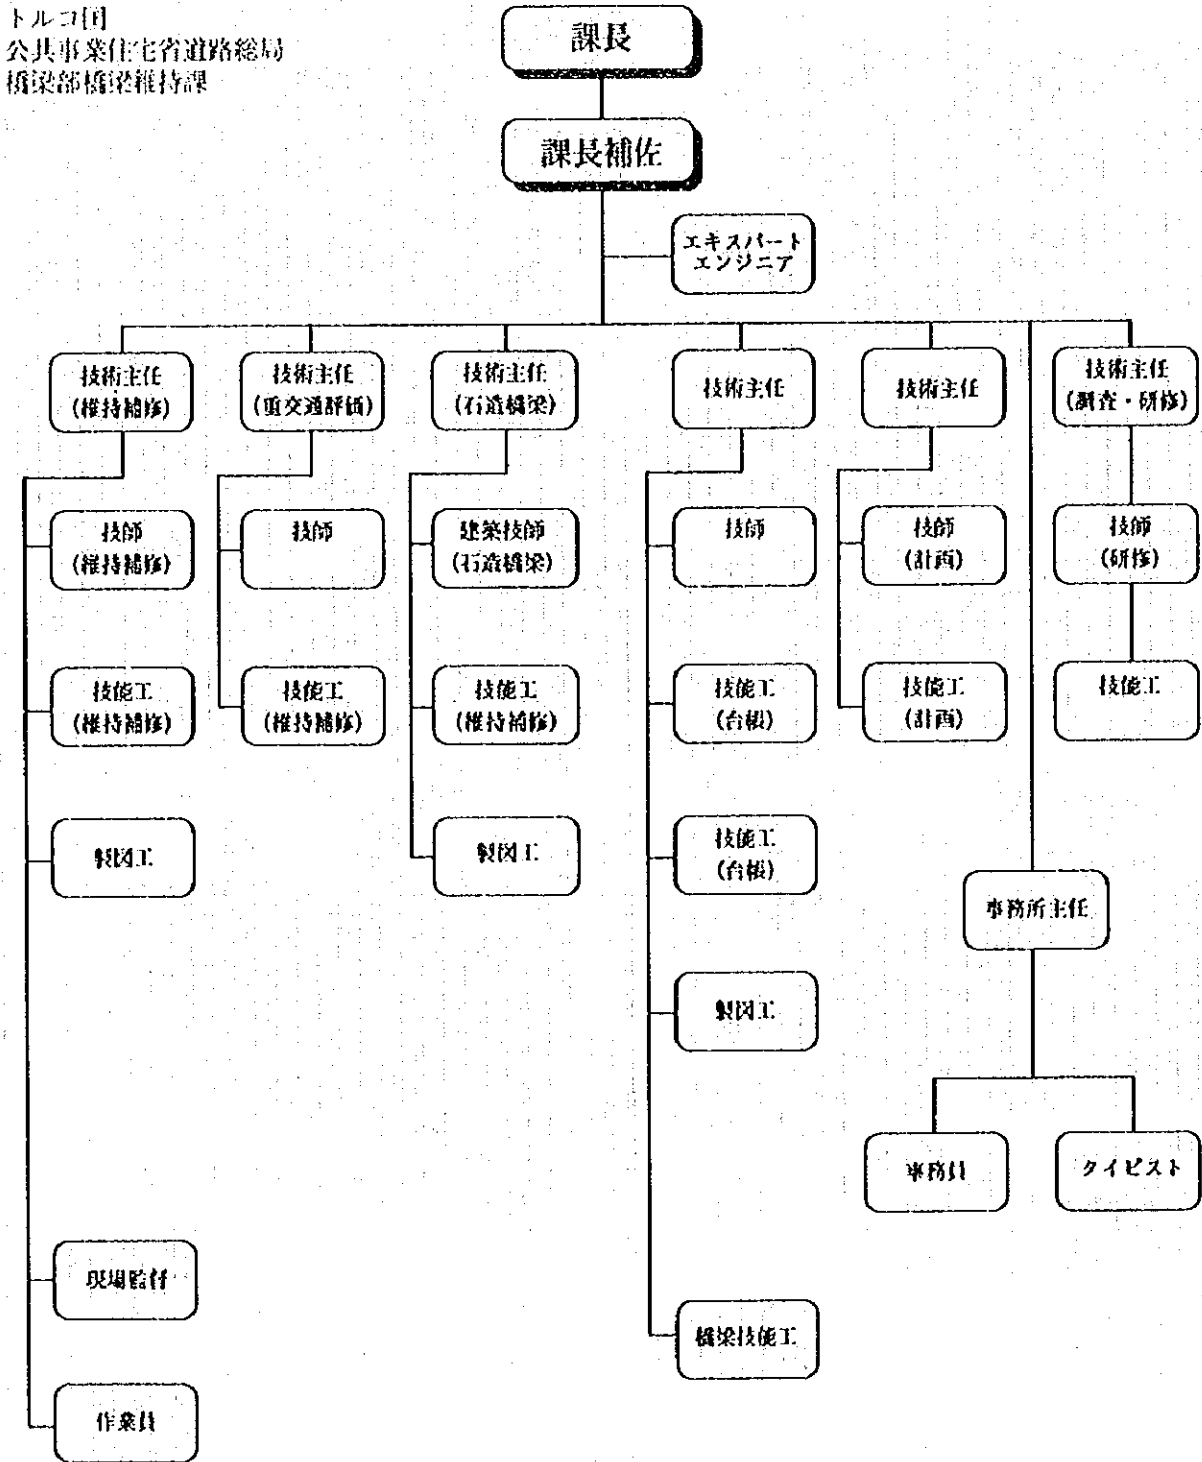 トルコ国
公共事業住宅省道路総局
橋梁部橋梁維持課
課長
課長補佐
エキスパート
エンジニア
技術主任
(維持補修)
技術主任
(重交通評価)
技術主任
(石造橋梁)
技術主任
技術主任
技術主任
(調査・研修)
技師
(維持補修)
技師
建築技師
(石造橋梁)
技師
技師
(計画)
技師
(研修)
技能工
(維持補修)
技能工
(維持補修)
技能工
(維持補修)
技能工
(台帳)
技能工
(計画)
技能工
製図工
製図工
技能工
(台帳)
事務所主任
製図工
事務員
タイピスト
現場監督
橋梁技能工
作業員